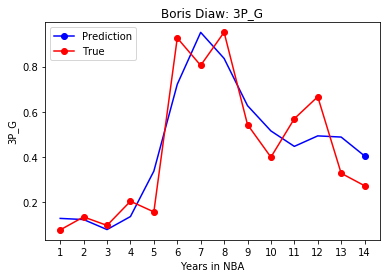 Boris Diaw: 3P_G
Prediction
True
3P_G
0.8
0.6
0.4
0.2
1 2 3 4 5 6 7 8 9 10 11 12 13 14
Years in NBA